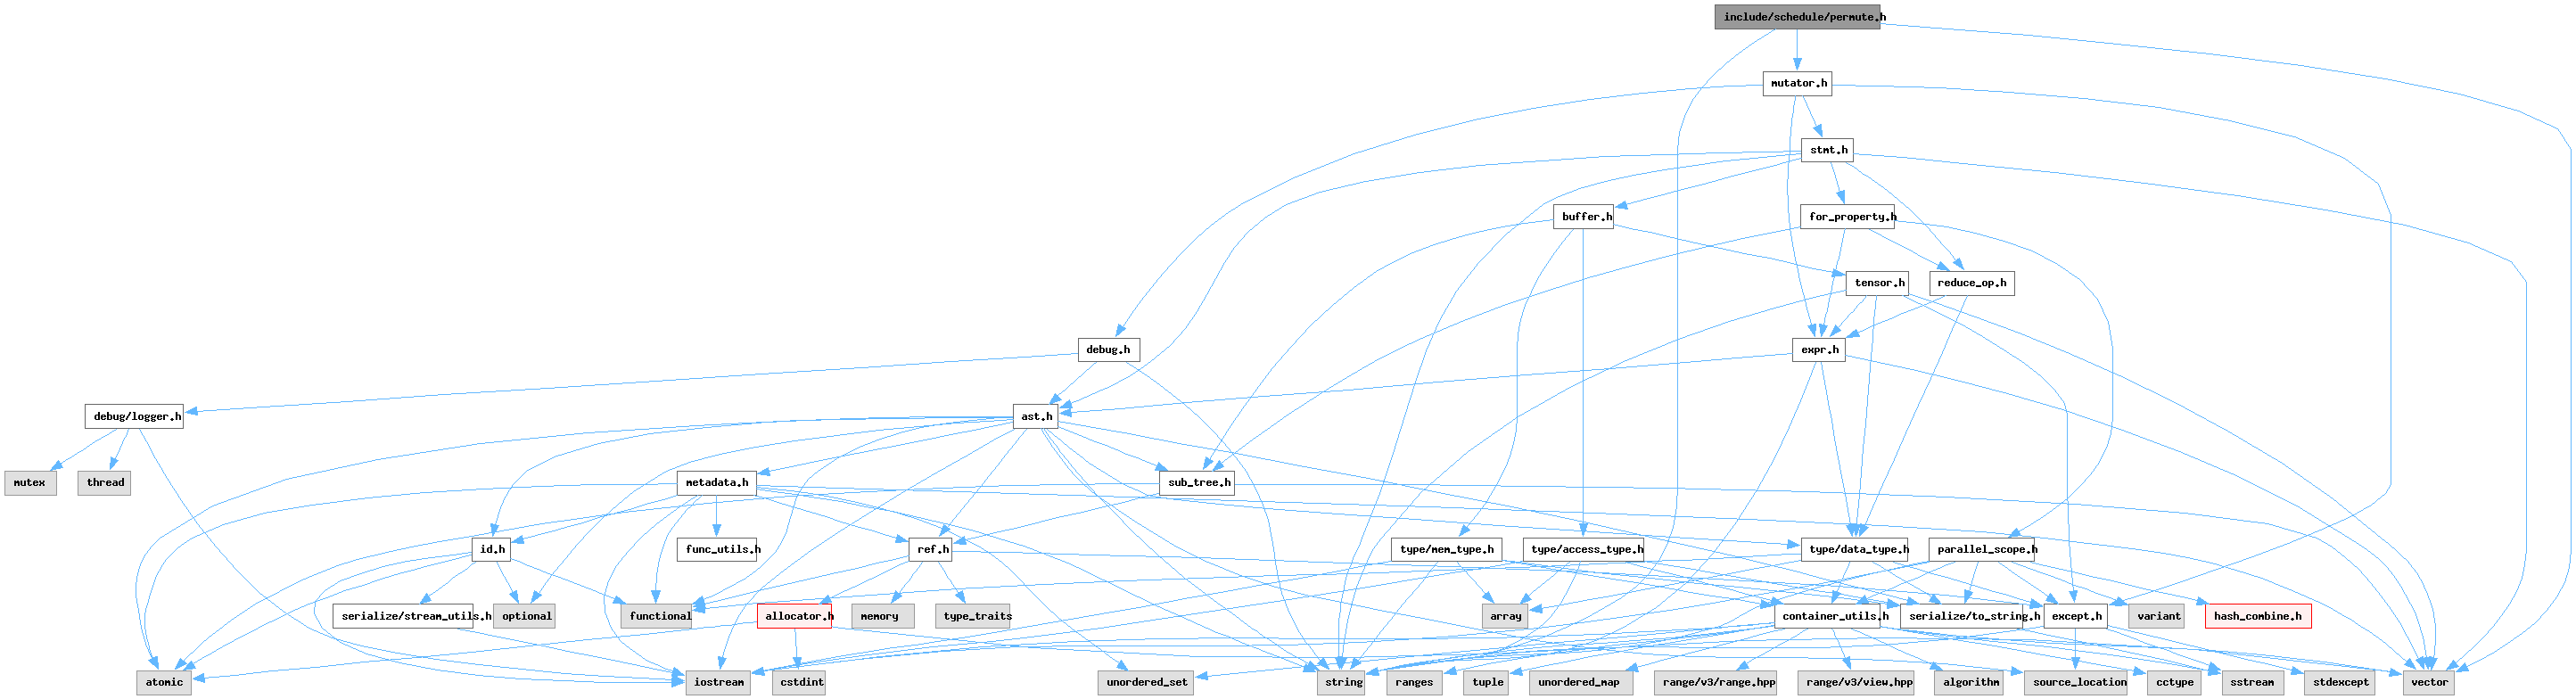 include/schedule/permute.h
mutator.h
stmt.h
buffer.h
for_property.h
tensor.h
reduce_op.h
debug.h
expr.h
debug/logger.h
ast.h
mutex
thread
metadata.h
sub_tree.h
id.h
func_utils.h
ref.h
type/mem_type.h
type/access_type.h
type/data_type.h
parallel_scope.h
serialize/stream_utils.h
optional
functional
allocator.h
memory
type_traits
array
container_utils.h
serialize/to_string.h
except.h
variant
hash_combine.h
atomic
iostream
cstdint
unordered_set
string
ranges
tuple
unordered_map
range/v3/range.hpp
range/v3/view.hpp
algorithm
source_location
cctype
sstream
stdexcept
vector